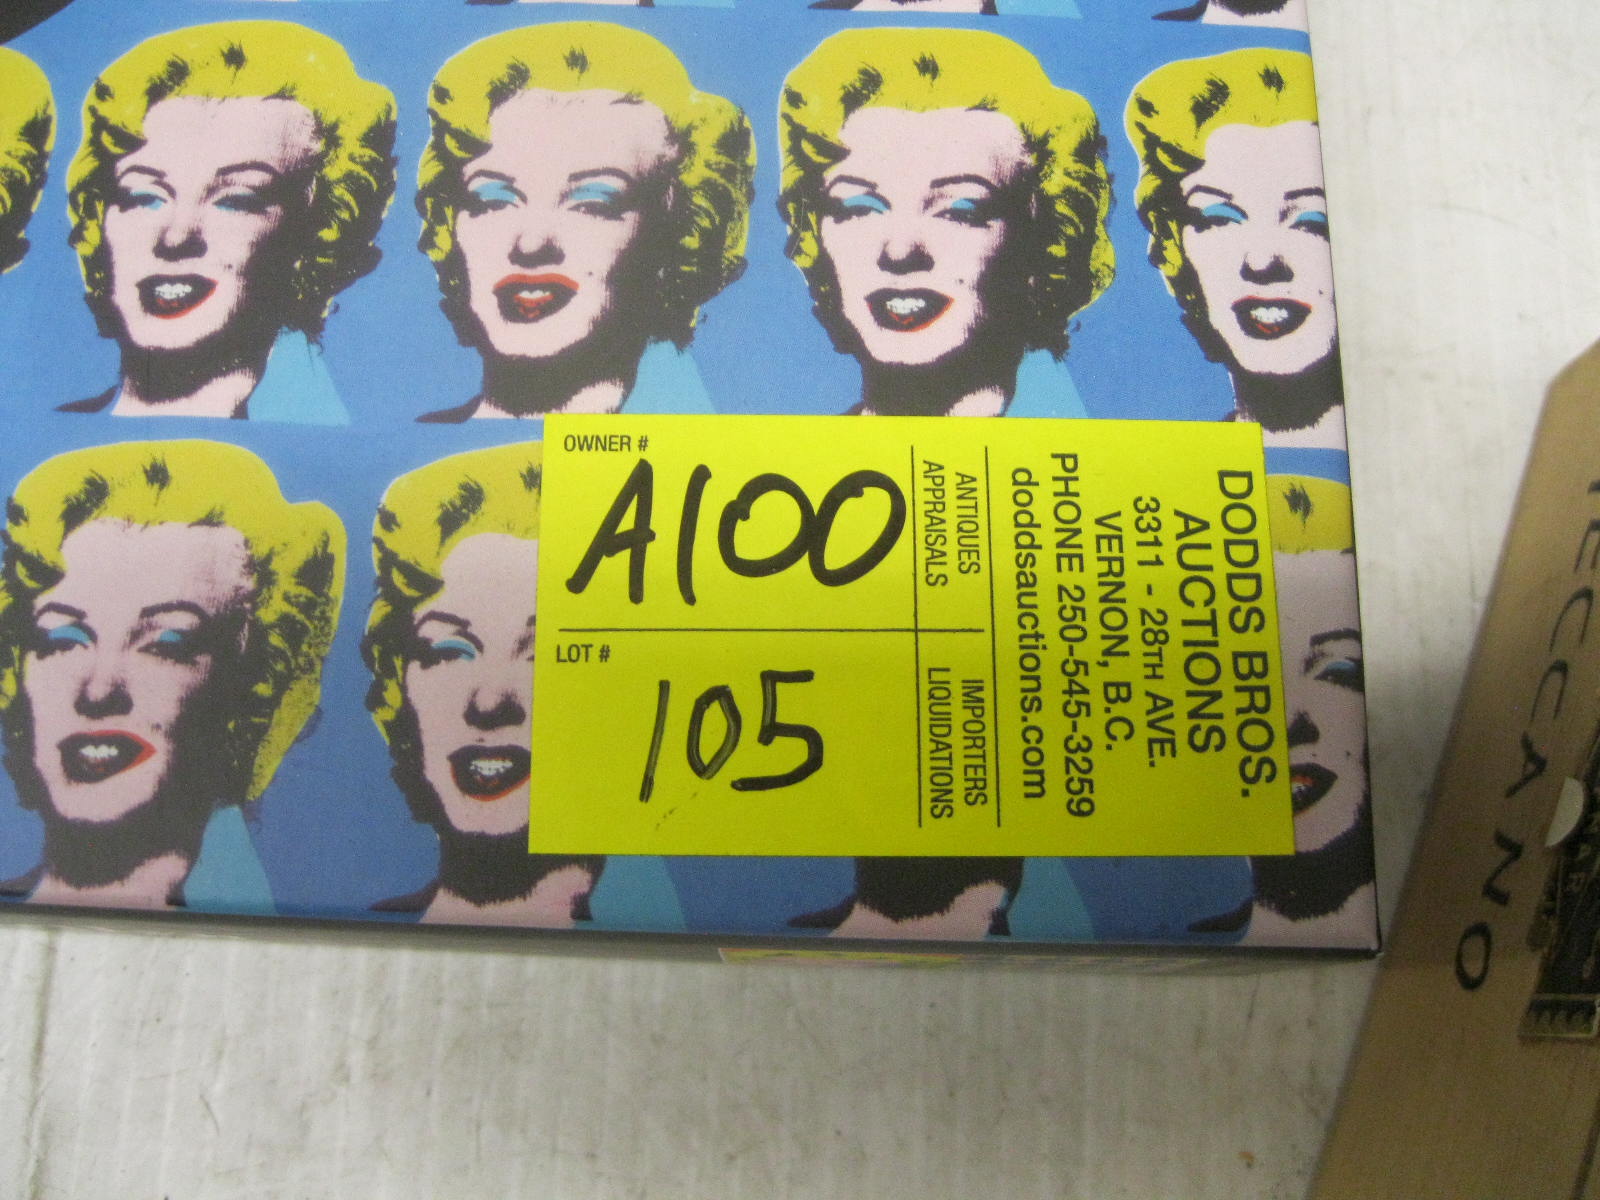 OWNER #
A100
LOT #
105
ANTIQUES
APPRAISALS
IMPORTERS
LIQUIDATIONS
DODDS BROS.
AUCTIONS
3311 - 28TH AVE.
VERNON, B.C.
PHONE 250-545-3259
doddsauctions.com
MECCANO